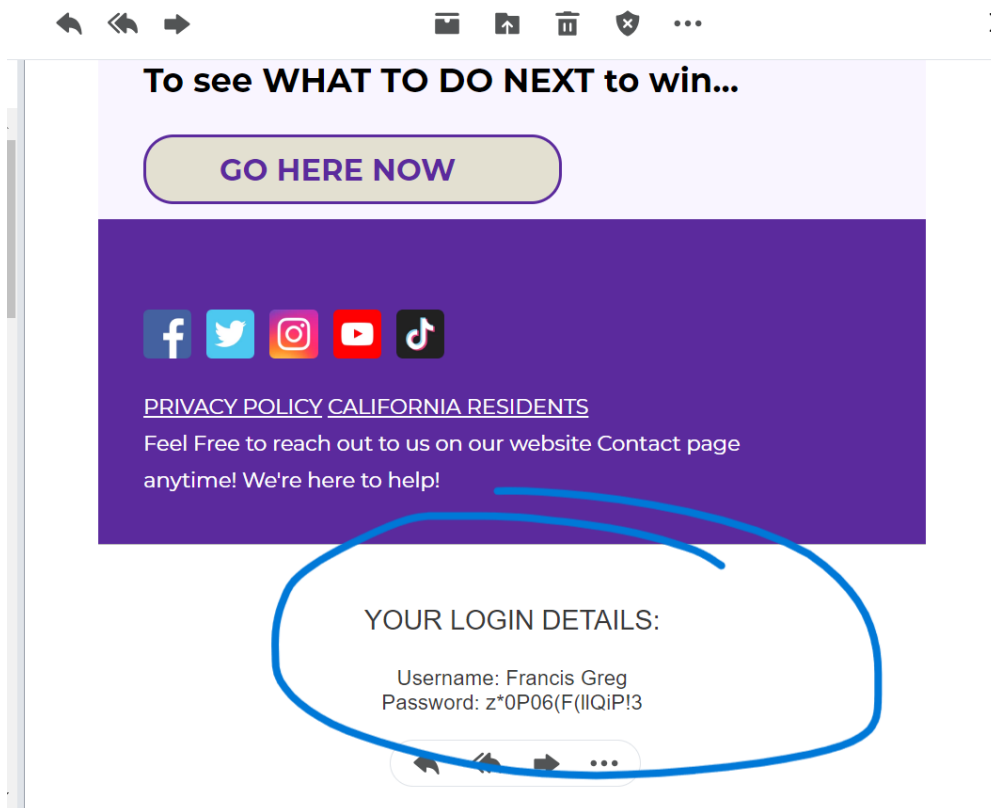 To see WHAT TO DO NEXT to win...
GO HERE NOW
PRIVACY POLICY CALIFORNIA RESIDENTS
Feel Free to reach out to us on our website Contact page
anytime! We're here to help!
YOUR LOGIN DETAILS:
Username: Francis Greg
Password: z*0P06(F(llQiP!3